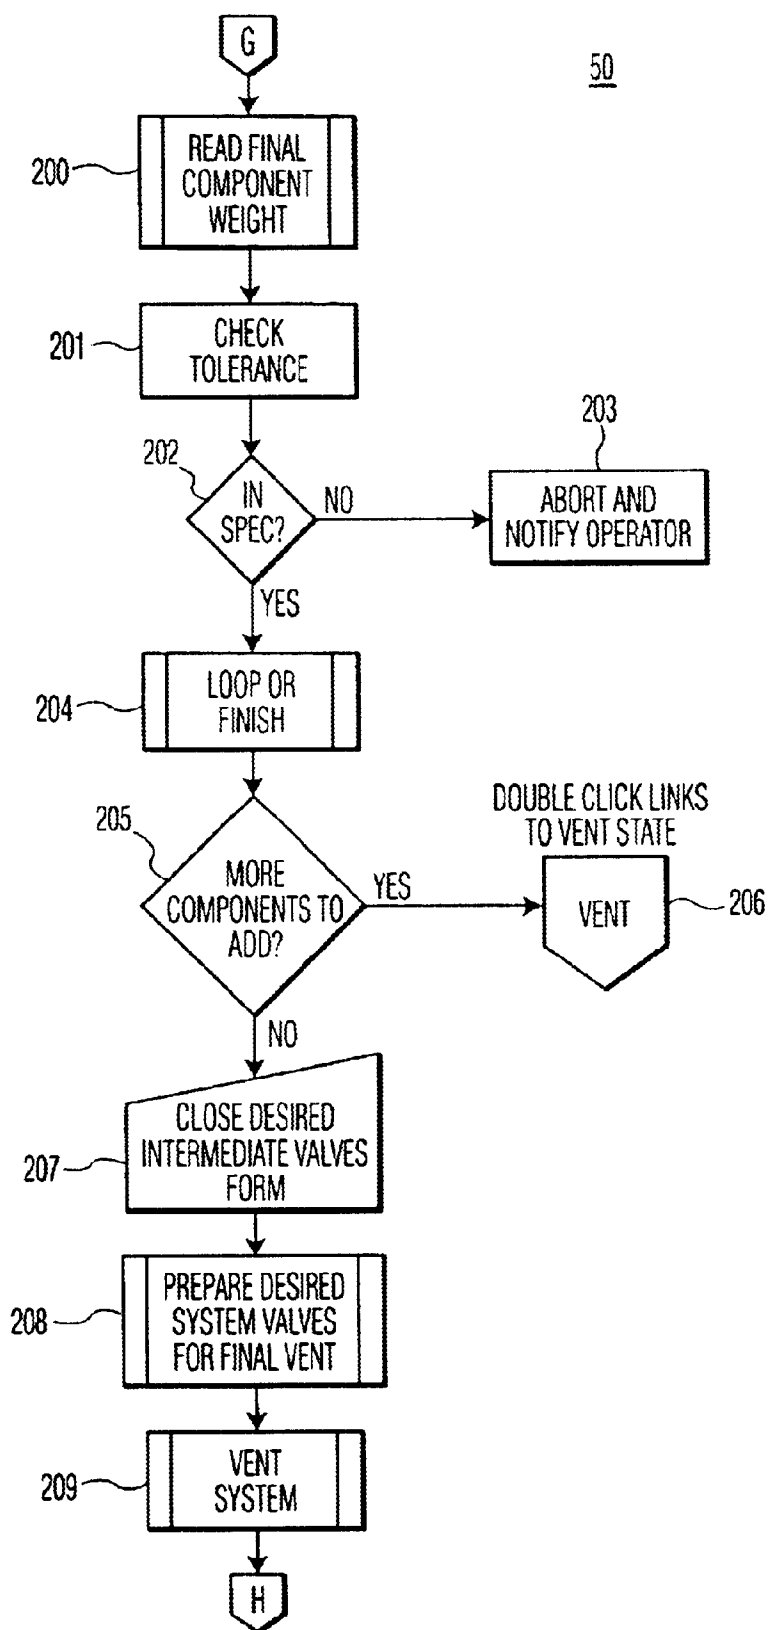 G
50
200
READ FINAL
COMPONENT
WEIGHT
201
CHECK
TOLERANCE
202
IN
SPEC?
NO
203
ABORT AND
NOTIFY OPERATOR
YES
204
LOOP OR
FINISH
205
MORE
COMPONENTS TO
ADD?
YES
DOUBLE CLICK LINKS
TO VENT STATE
VENT
206
NO
207
CLOSE DESIRED
INTERMEDIATE VALVES
FORM
208
PREPARE DESIRED
SYSTEM VALVES
FOR FINAL VENT
209
VENT
SYSTEM
H